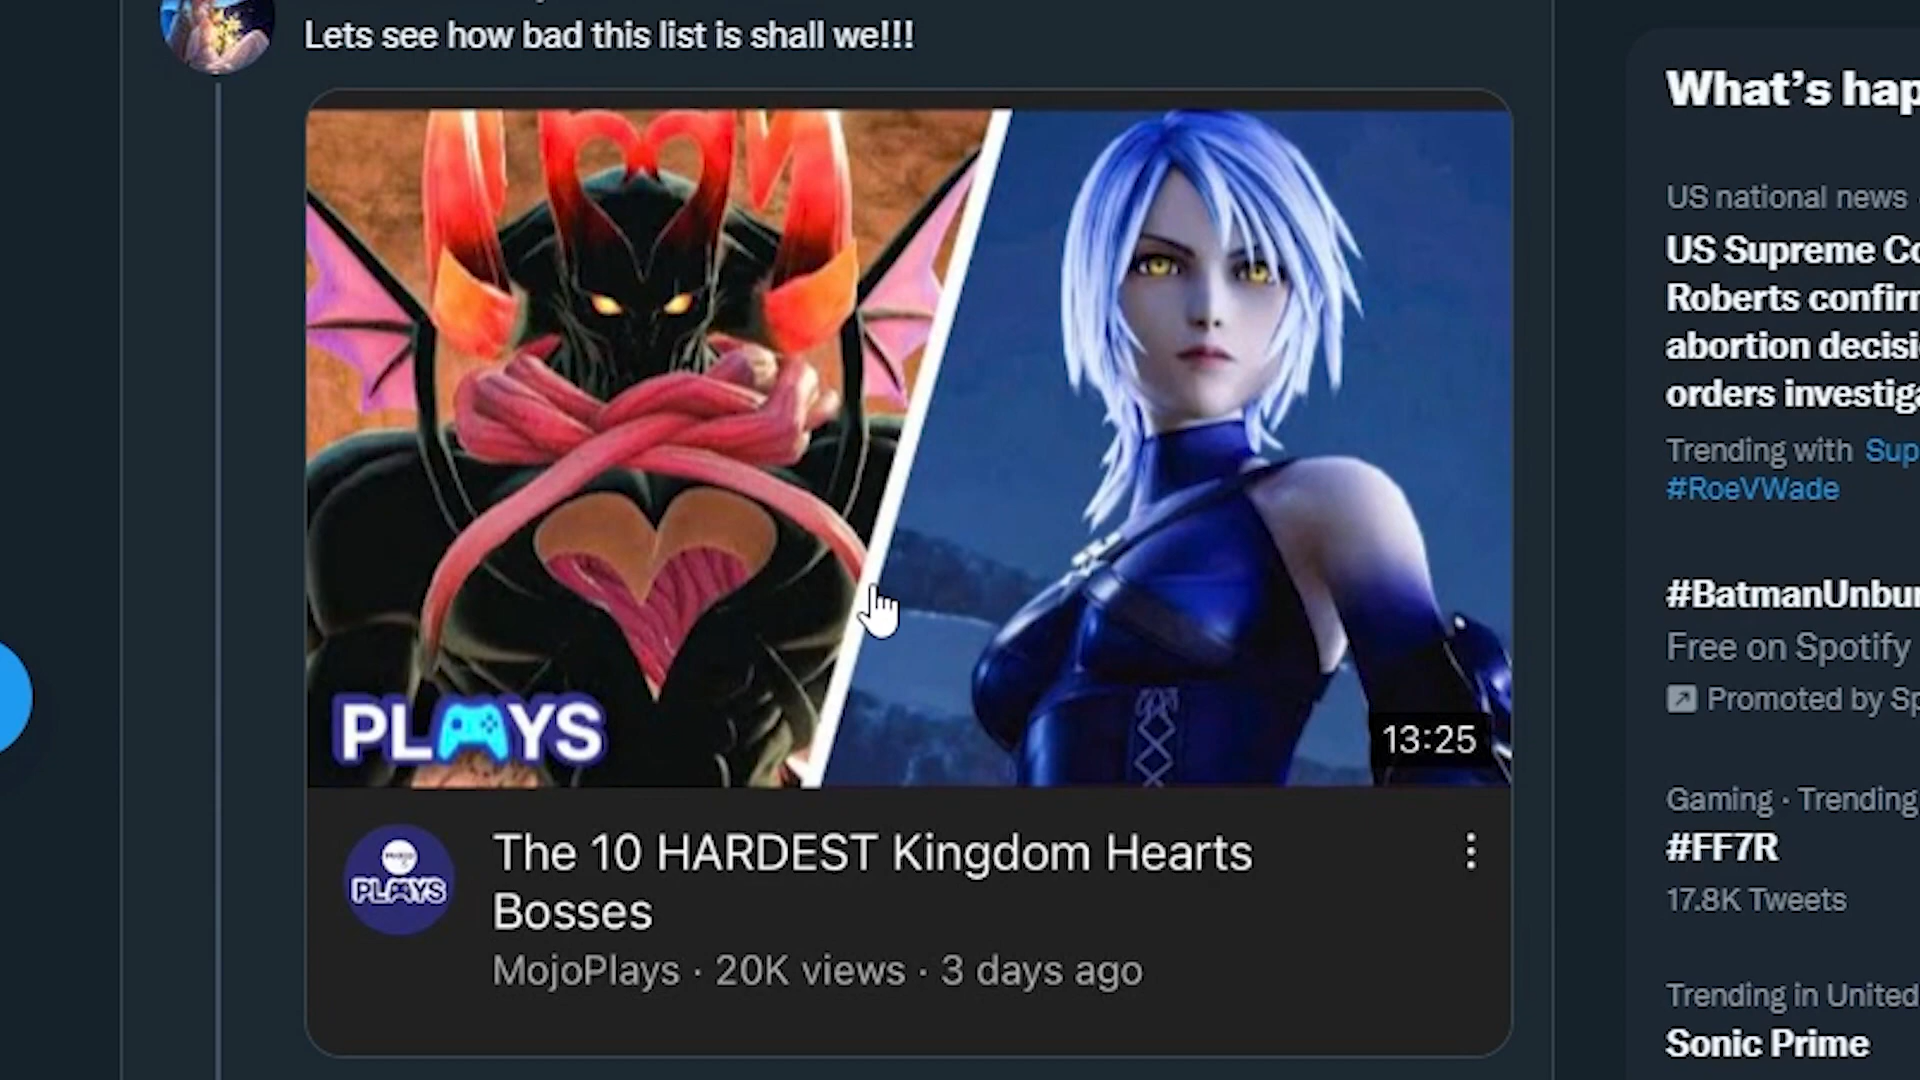 Lets see how bad this list is shall we!!!
PLAYS
13:25
PLAYS
The 10 HARDEST Kingdom Hearts
Bosses
MojoPlays · 20K views · 3 days ago
What's hap
US national news
US Supreme Co
Roberts confirm
abortion decisi
orders investiga
Trending with Sup
#RoeVWade
#BatmanUnbur
Free on Spotify
Promoted by Sp
Gaming · Trending
#FF7R
17.8K Tweets
Trending in United
Sonic Prime